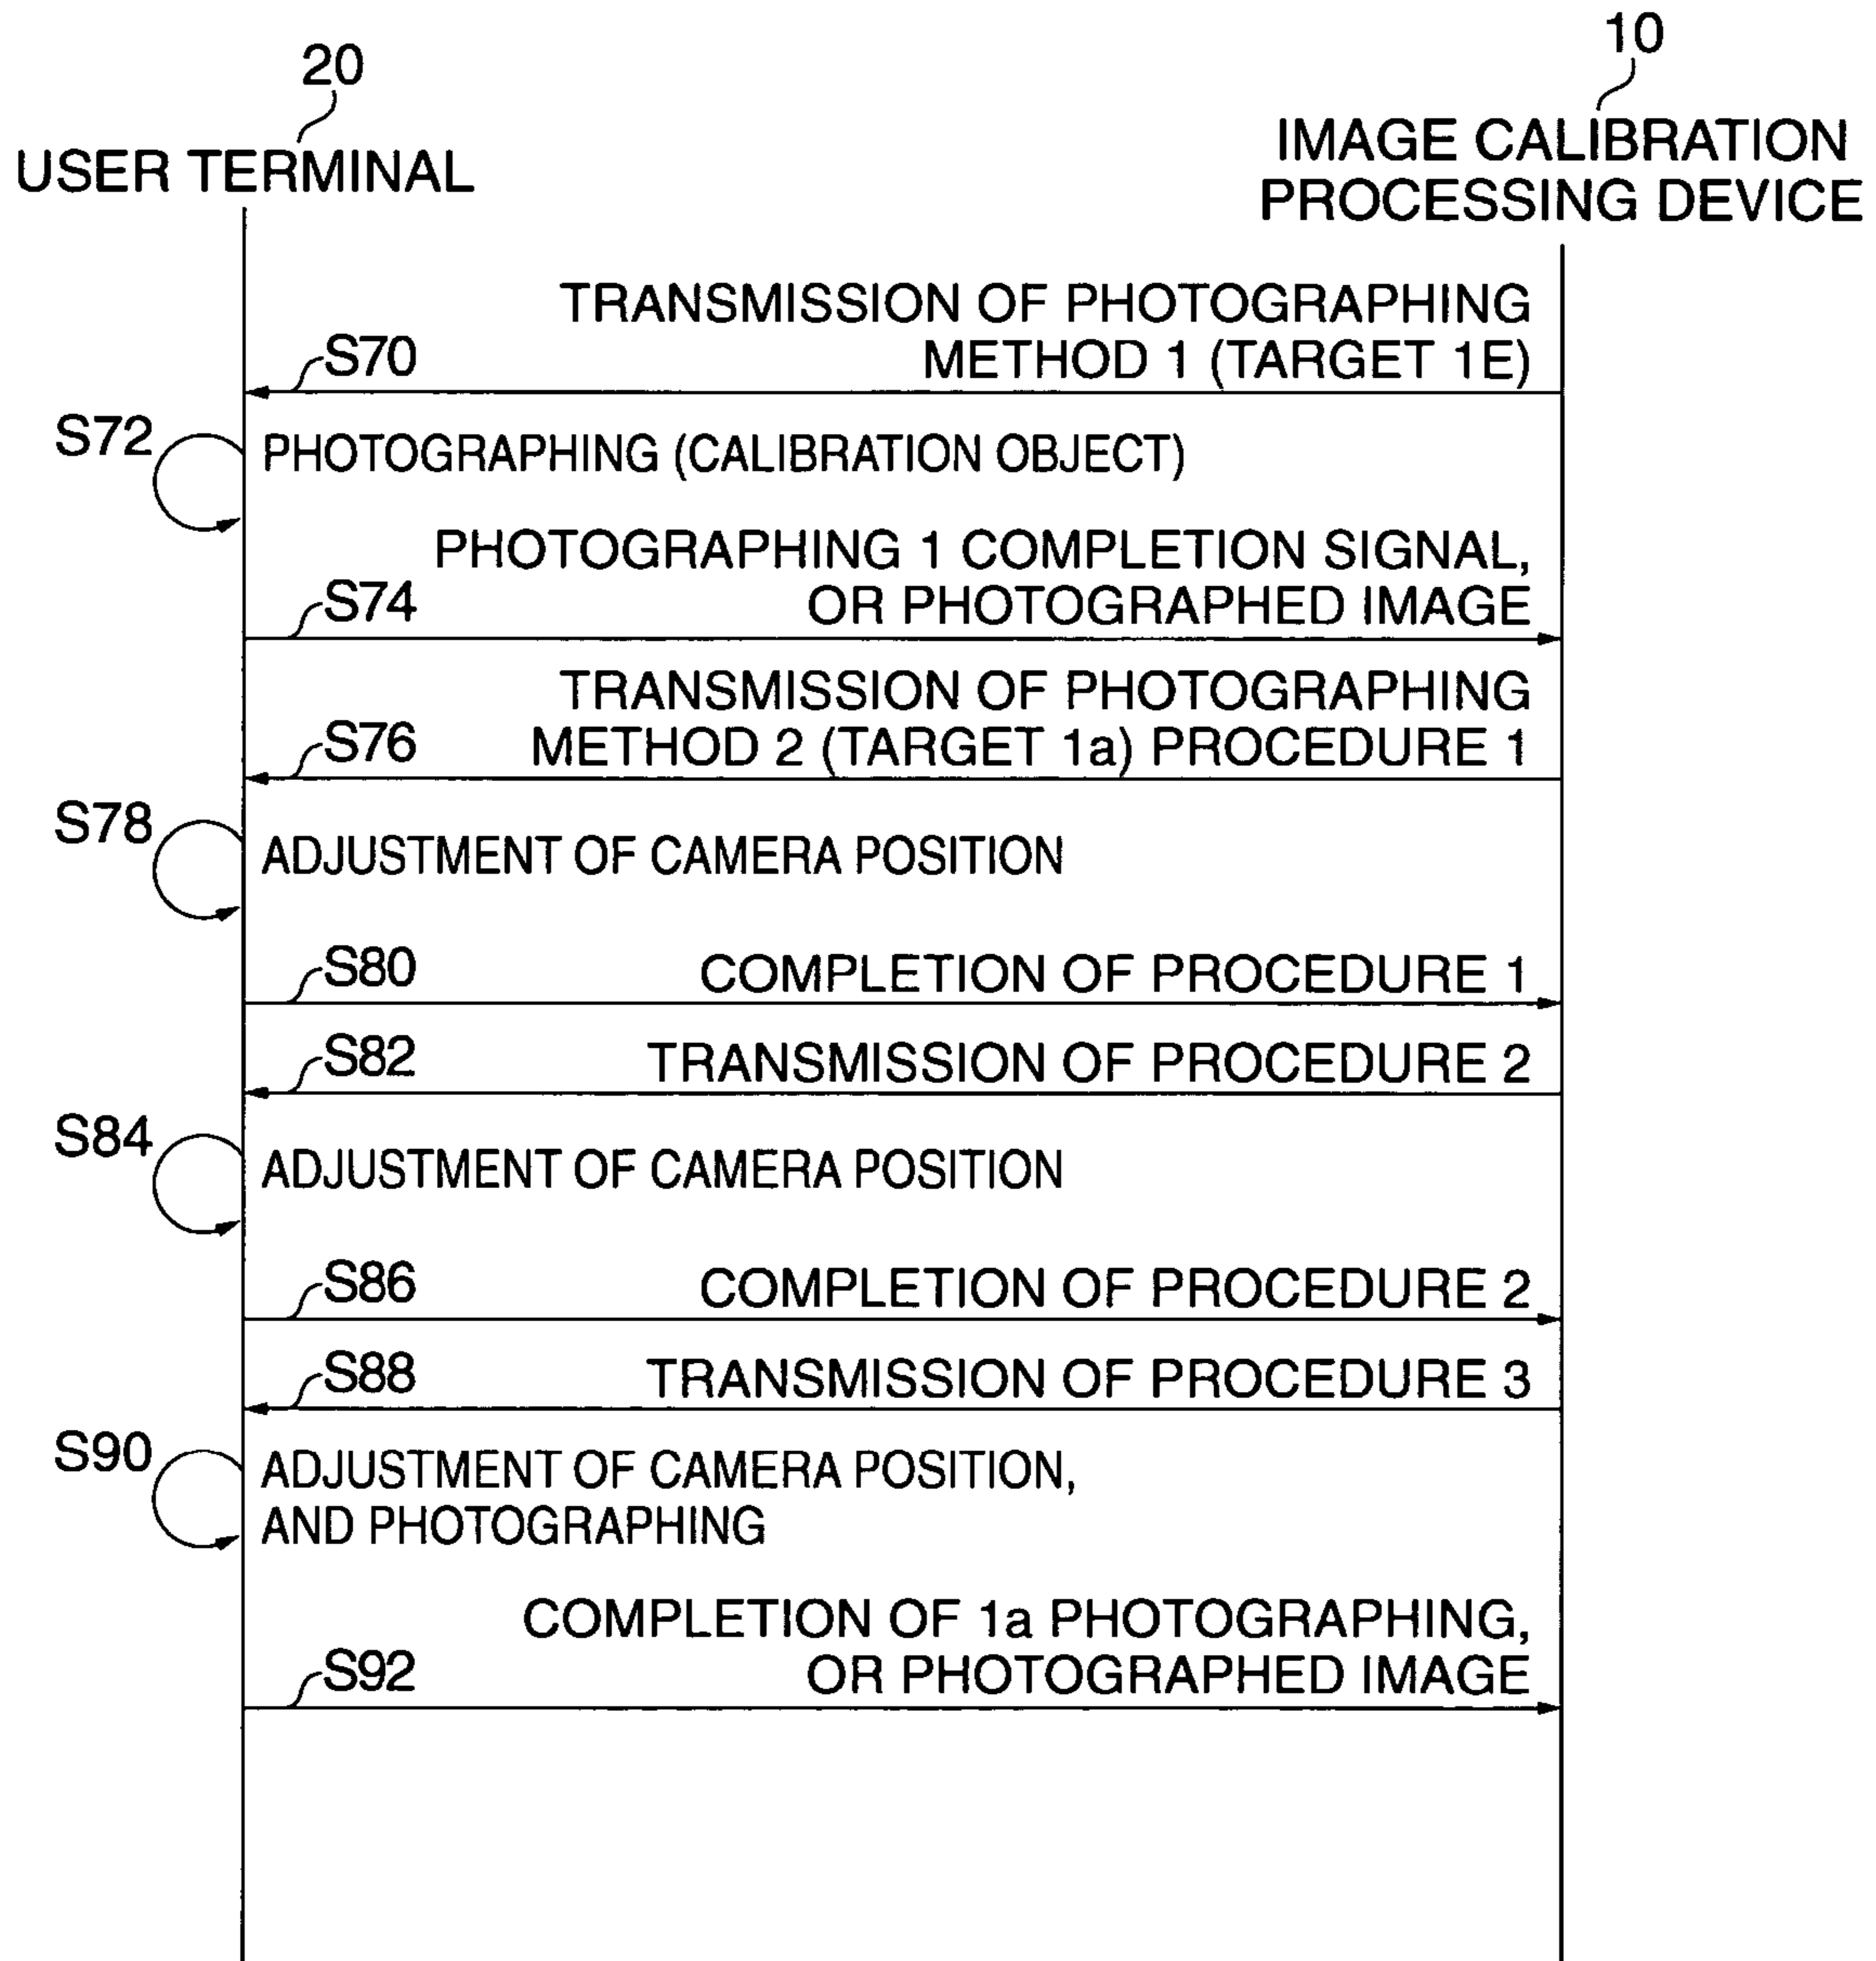 20
USER TERMINAL
10
IMAGE CALIBRATION
PROCESSING DEVICE
TRANSMISSION OF PHOTOGRAPHING
METHOD 1 (TARGET 1E)
S70
S72
PHOTOGRAPHING (CALIBRATION OBJECT)
PHOTOGRAPHING 1 COMPLETION SIGNAL,
OR PHOTOGRAPHED IMAGE
S74
TRANSMISSION OF PHOTOGRAPHING
METHOD 2 (TARGET 1a) PROCEDURE 1
S76
S78
ADJUSTMENT OF CAMERA POSITION
S80
COMPLETION OF PROCEDURE 1
S82
TRANSMISSION OF PROCEDURE 2
S84
ADJUSTMENT OF CAMERA POSITION
S86
COMPLETION OF PROCEDURE 2
S88
TRANSMISSION OF PROCEDURE 3
S90
ADJUSTMENT OF CAMERA POSITION,
AND PHOTOGRAPHING
COMPLETION OF 1a PHOTOGRAPHING,
OR PHOTOGRAPHED IMAGE
S92